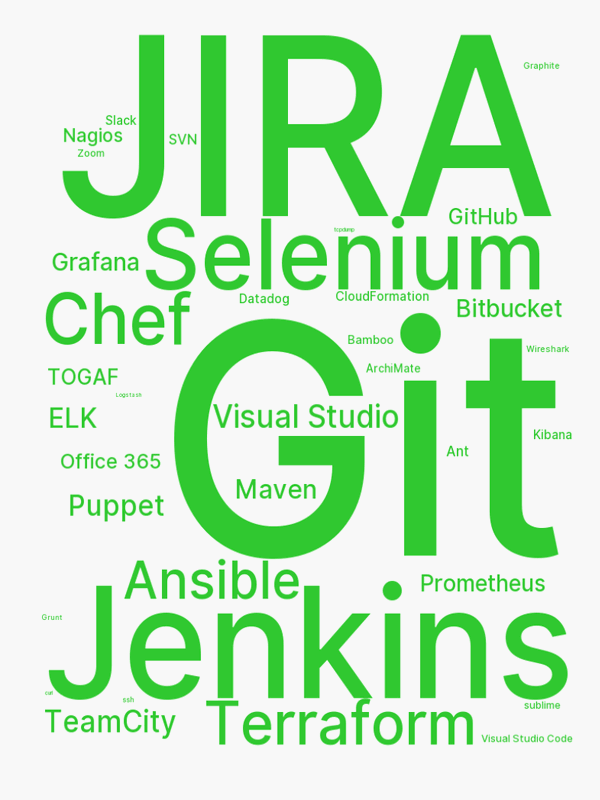 JIRA
Graphite
Slack
Nagios
SVN
Zoom
GitHub
Selenium
tcpdump
Grafana
Chef
Datadog
CloudFormation
Bitbucket
Git
Bamboo
Wireshark
ArchiMate
TOGAF
Logstash
Visual Studio
ELK
Kibana
Ant
Office 365
Maven
Puppet
Ansible
Prometheus
Jenkins
Grunt
cat
ssh
sublime
TeamCity
Terraform
Visual Studio Code